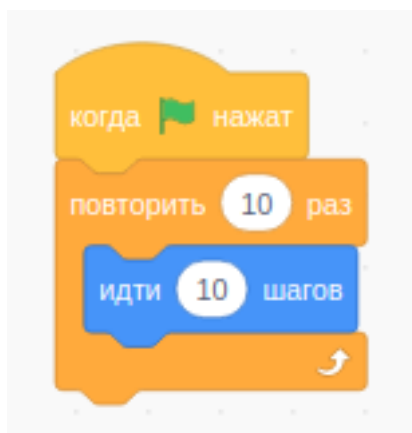 когда нажат
повторить 10 раз
идти 10 шагов